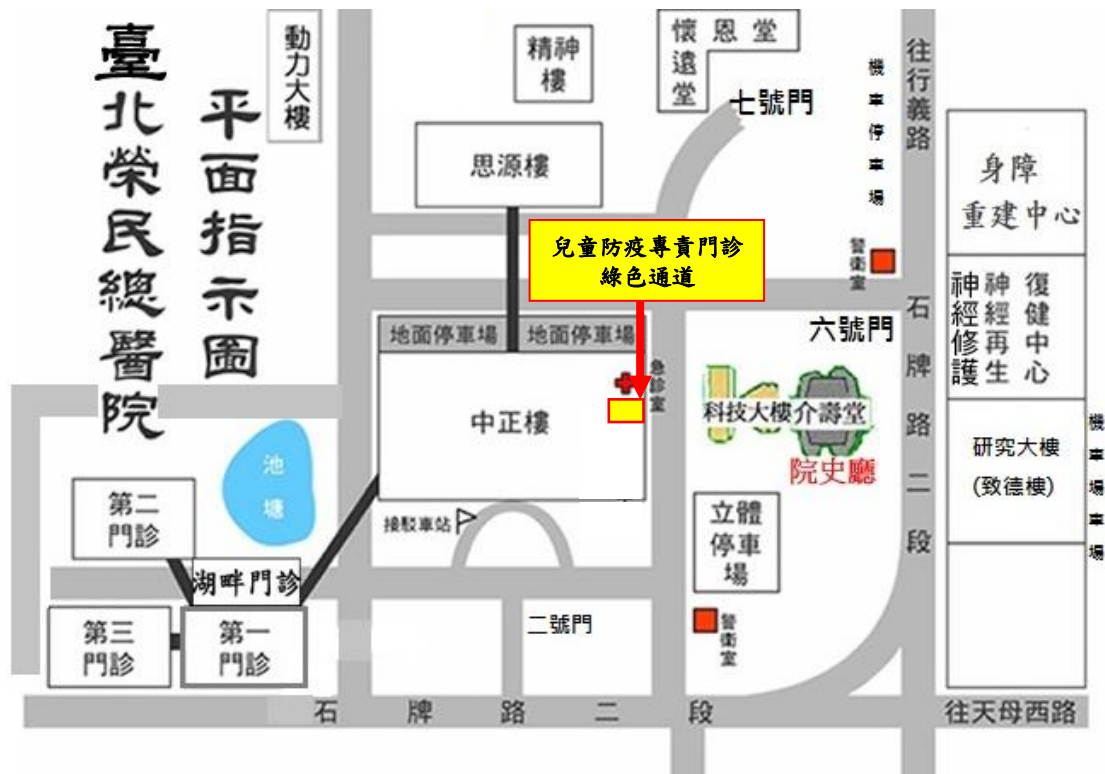 臺北榮民總醫院
平面指示圖
動力大樓
精神樓
懷恩堂
懷遠堂
七號門
機車停車場
往行義路
思源樓
身障
重建中心
兒童防疫專責門診
綠色通道
警衛室
神經修護
神經再生
復健中心
地面停車場
地面停車場
六號門
石牌路二段
急診室
中正樓
科技大樓
介壽堂
院史廳
研究大樓
(致德樓)
機車場車場
池塘
第二
門診
接駁車站
立體
停車
場
湖畔門診
第三
門診
第一
門診
二號門
警衛室
石牌路二段
往天母西路